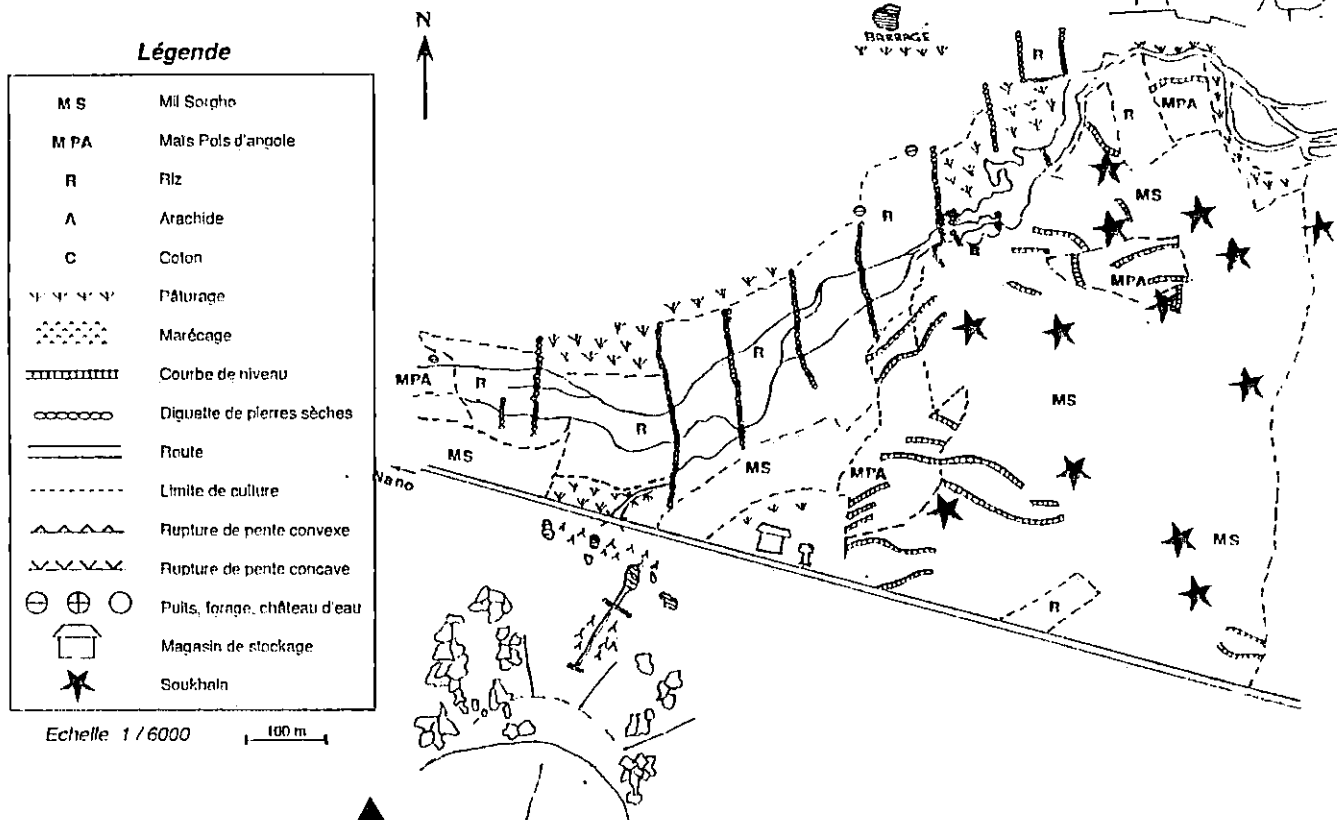 Légende
M S Mil Sorgho
M PA Maïs Pois d'angole
R Riz
A Arachide
C Coton
Pâturage
Marécage
Courbe de niveau
Diguette de pierres sèches
Route
Limite de culture
Rupture de pente convexe
Rupture de pente concave
Puits, forage, château d'eau
Magasin de stockage
Soukhaln
Echelle 1 / 6000 100 m
N
BARRAGE
R
R
MPA
MS
R
R
MPA
R
MPA
R
MS
R
MS
MS
MPA
Nano
MS
R